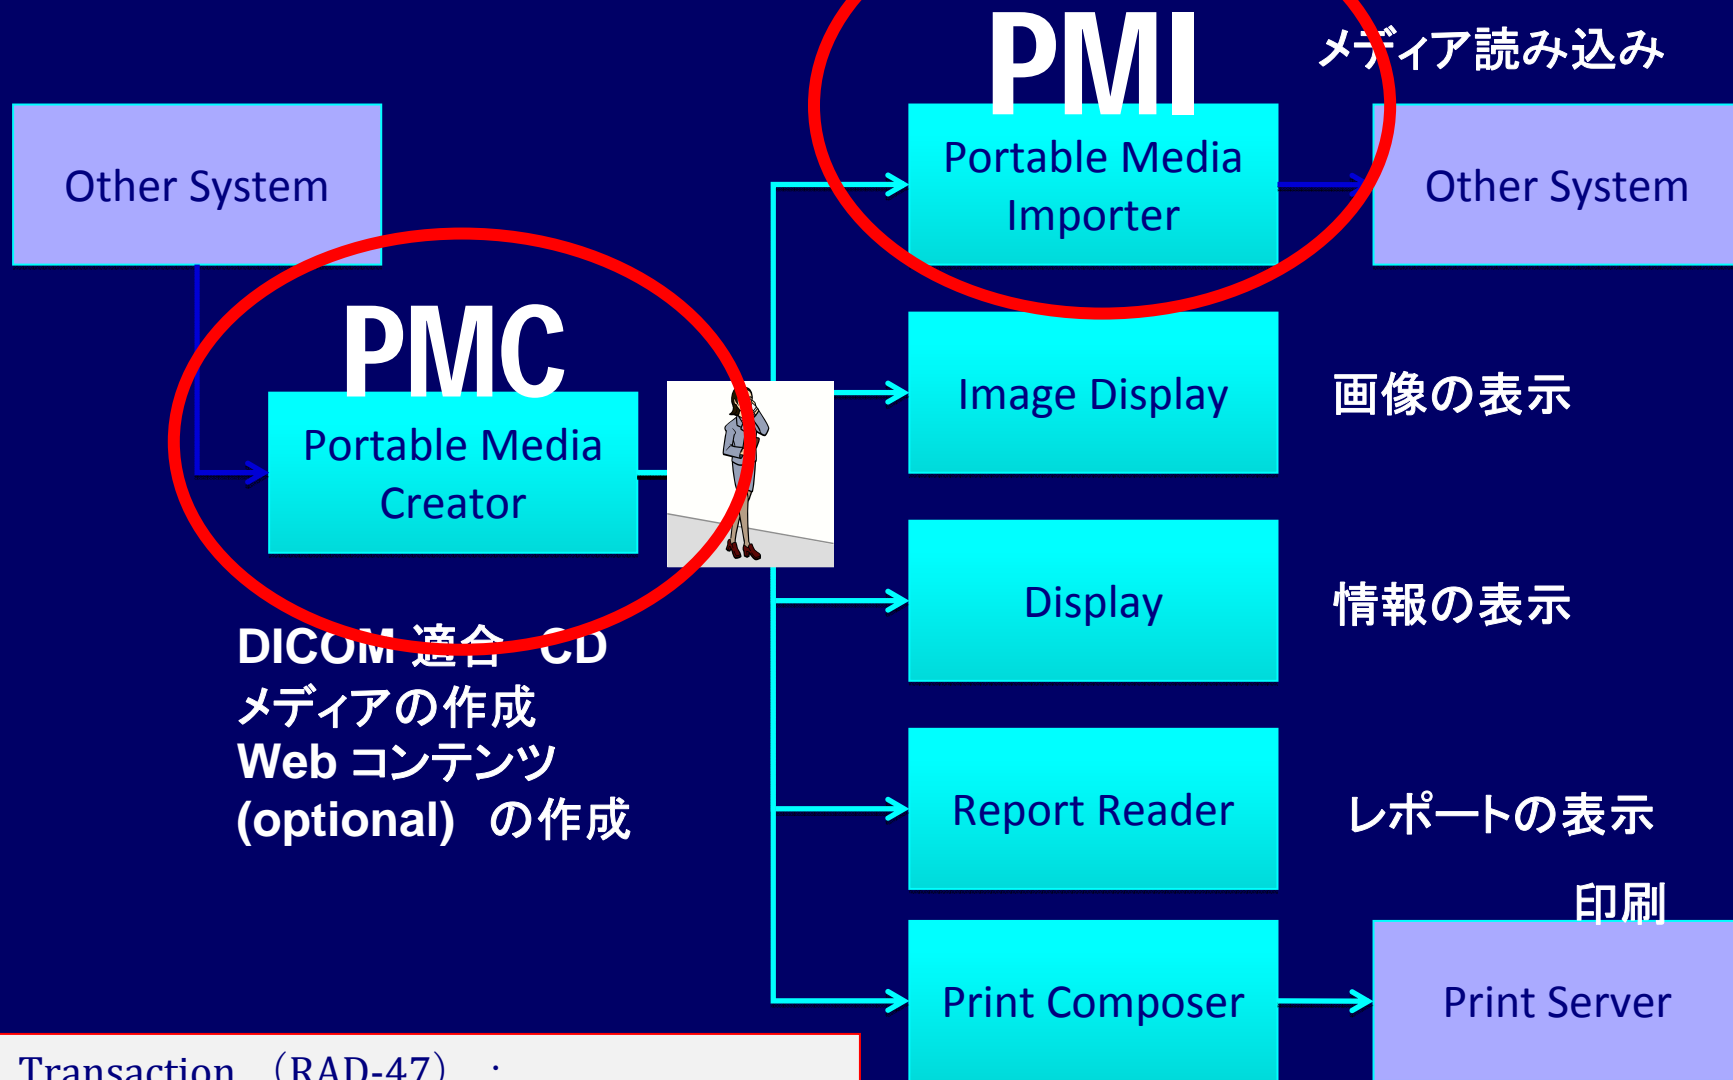 PMI
メディア読み込み
Other System
Portable Media
Importer
Other System
PMC
Portable Media
Creator
Image Display
画像の表示
Display
情報の表示
DICOM 適合　CD
メディアの作成
Web コンテンツ
(optional)　の作成
Report Reader
レポートの表示
印刷
Print Composer
Print Server
Transaction　（RAD-47）　：